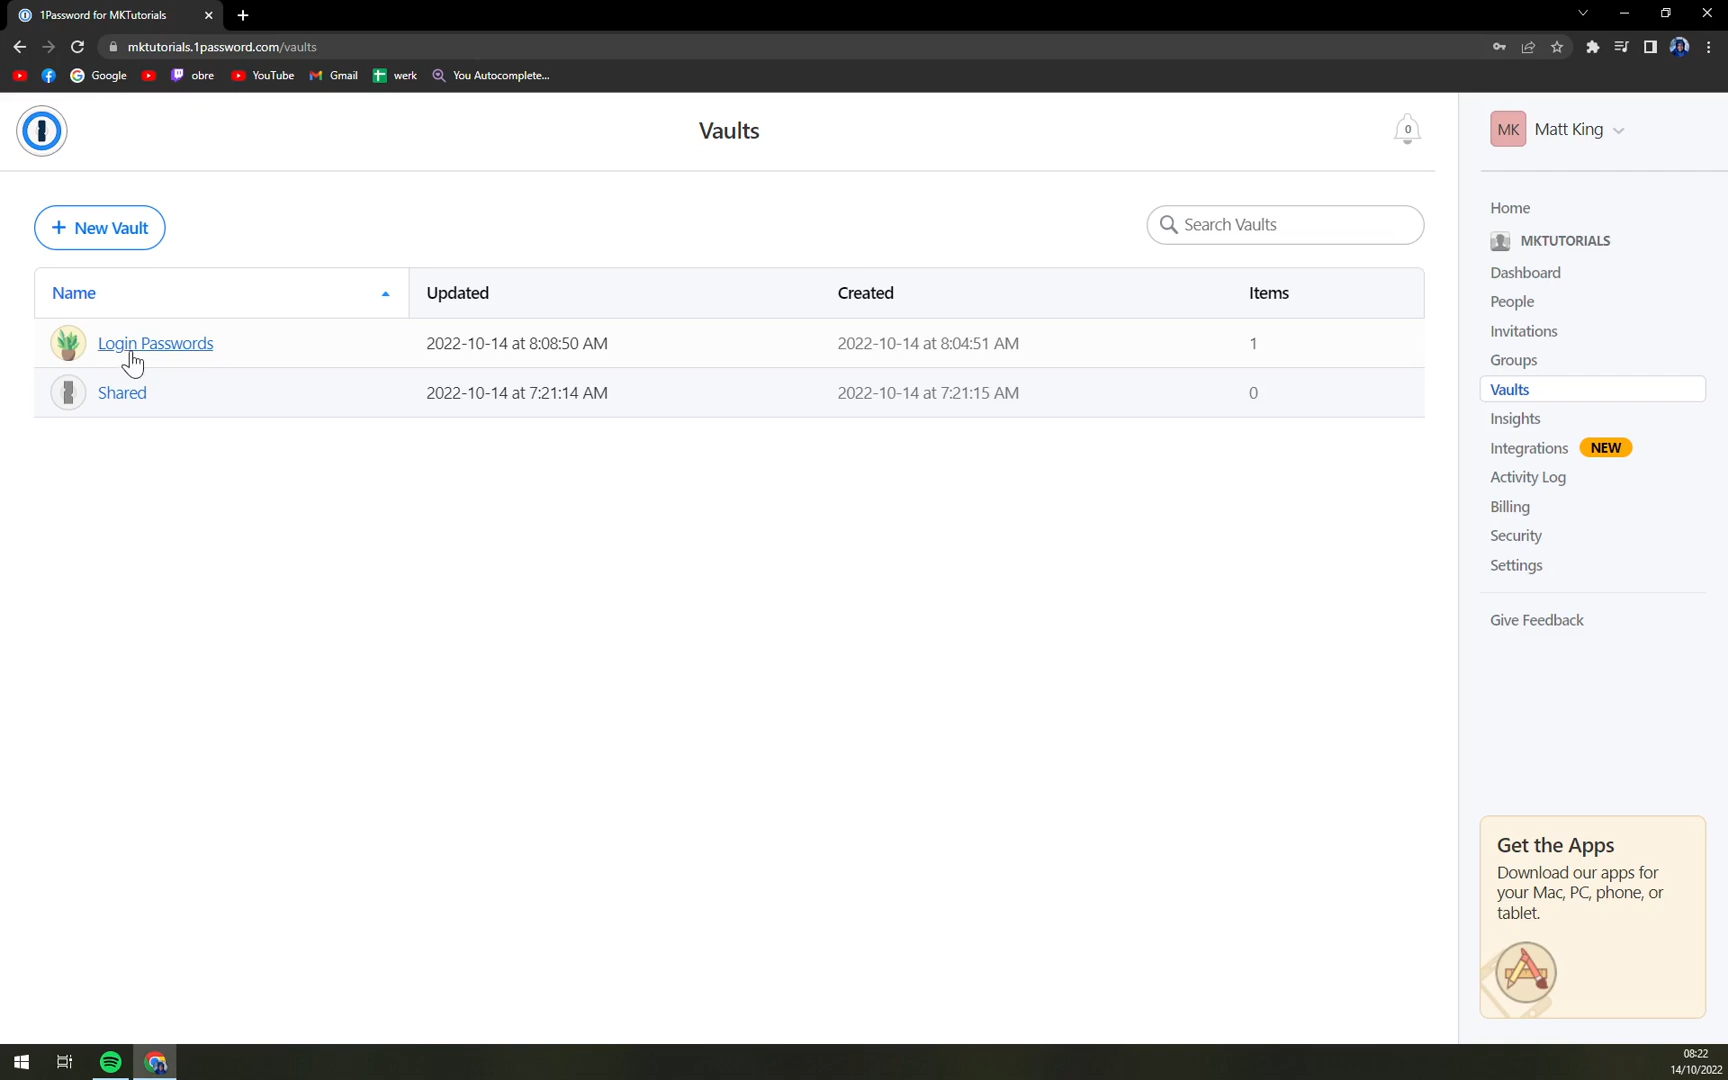 1Password for MKTutorials
mktutorials.1password.com/vaults
Google
obre
YouTube
Gmail
werk
You Autocomplete...
Vaults
0
MK Matt King
+ New Vault
Search Vaults
Name Updated Created Items
Login Passwords 2022-10-14 at 8:08:50 AM 2022-10-14 at 8:04:51 AM 1
Shared 2022-10-14 at 7:21:14 AM 2022-10-14 at 7:21:15 AM 0
Home
MKTUTORIALS
Dashboard
People
Invitations
Groups
Vaults
Insights
Integrations NEW
Activity Log
Billing
Security
Settings
Give Feedback
Get the Apps
Download our apps for
your Mac, PC, phone, or
tablet.
08:22
14/10/2022